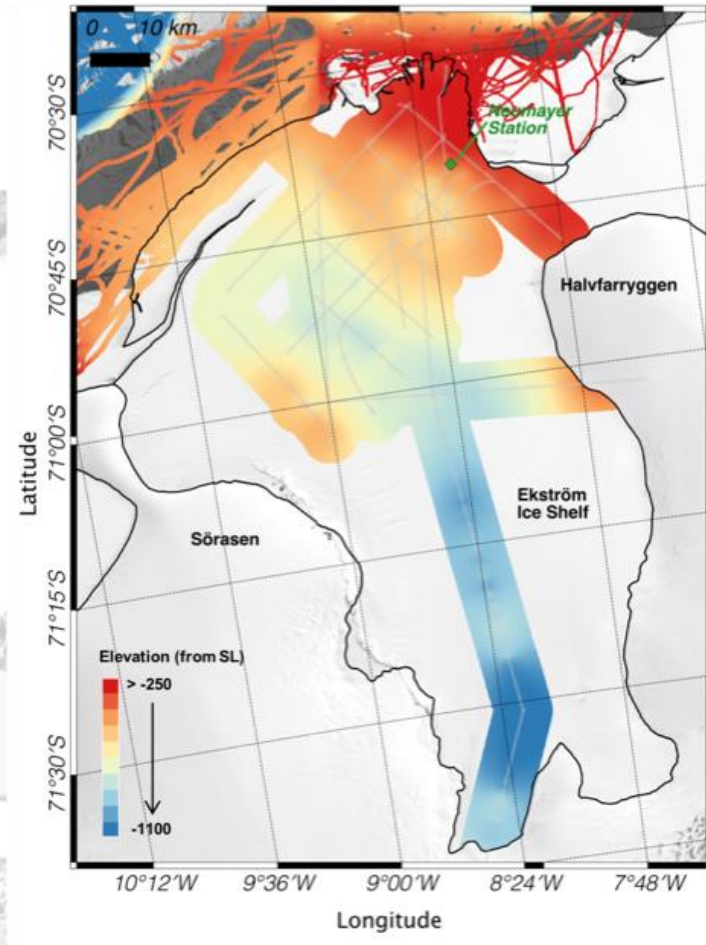 0 10 km
70°30'S
Neumayer
Station
70°45'S
Halvfarryggen
71°00'S
Latitude
Ekström
Ice Shelf
Sörasen
71°15'S
Elevation (from SL)
> -250
71°30'S
-1100
10°12'W 9°36'W 9°00'W 8°24'W 7°48'W
Longitude